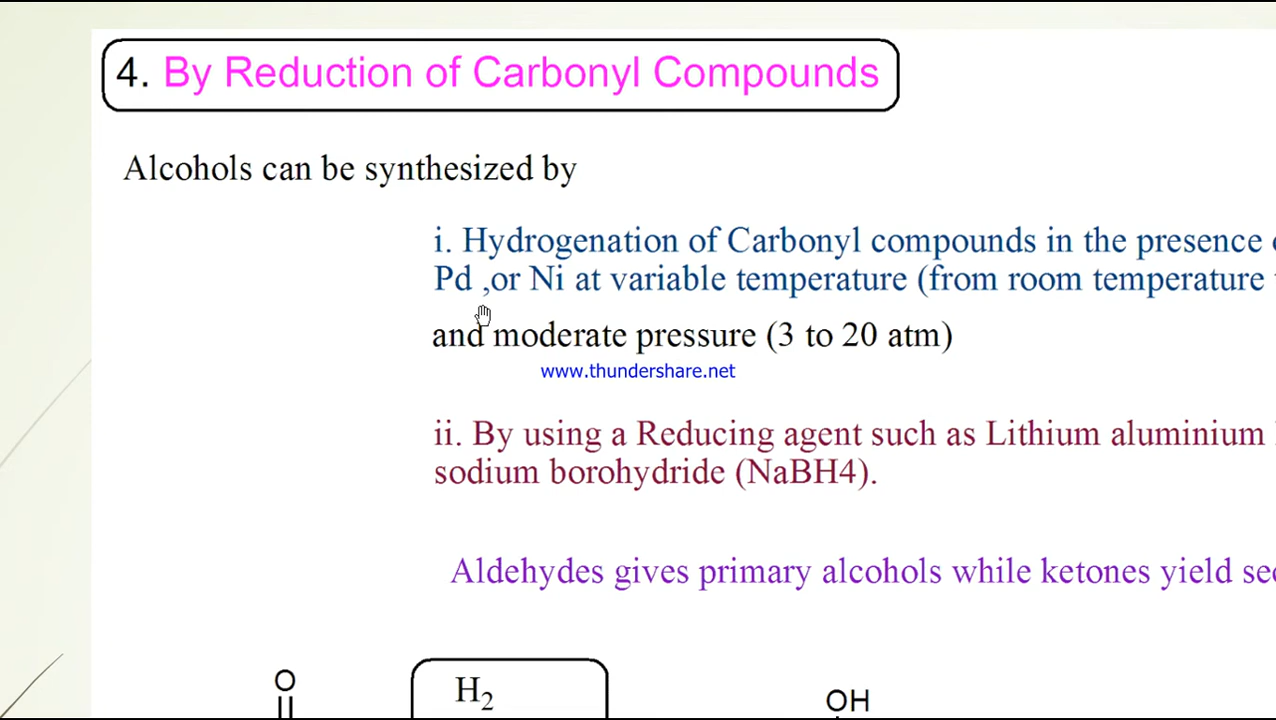 4. By Reduction of Carbonyl Compounds
Alcohols can be synthesized by
i. Hydrogenation of Carbonyl compounds in the presence
Pd ,or Ni at variable temperature (from room temperature
and moderate pressure (3 to 20 atm)
www.thundershare.net
ii. By using a Reducing agent such as Lithium aluminium
sodium borohydride (NaBH4).
Aldehydes gives primary alcohols while ketones yield
O
H₂
OH